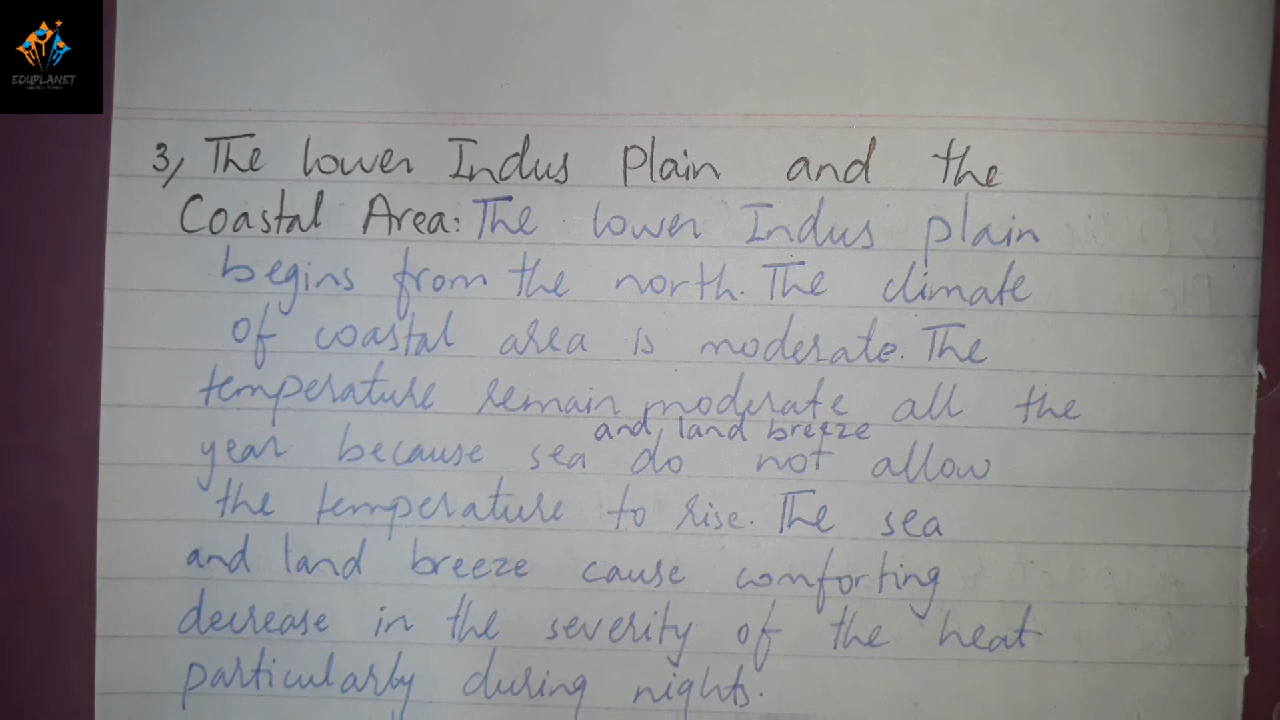 EDUPLANET
3, The lower Indus Plain and the
Coastal Area: The lower Indus plain
begins from the north. The climate
of coastal area is moderate. The
temperature remain moderate all the
and land breeze
year because sea do not allow
the temperature to rise. The sea
and land breeze cause comforting
decrease in the severity of the heat
particularly during nights.